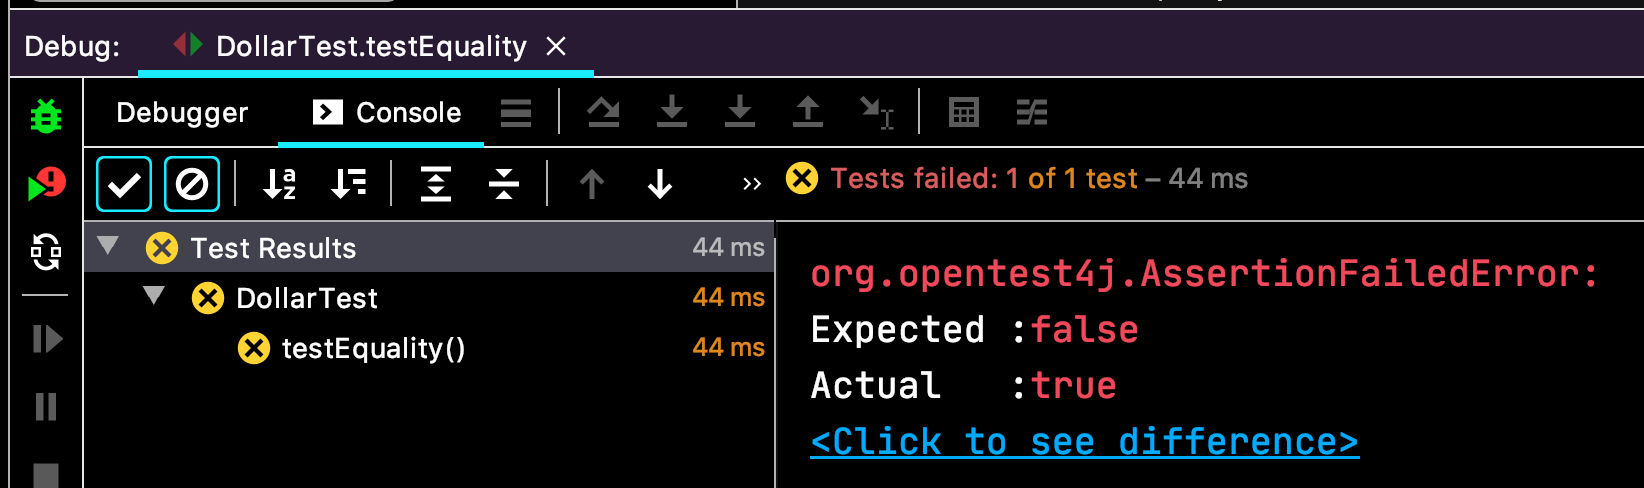 Debug: DollarTest.testEquality
Debugger Console
Tests failed: 1 of 1 test – 44 ms
Test Results 44 ms
DollarTest 44 ms
testEquality() 44 ms
org.opentest4j.AssertionFailedError:
Expected :false
Actual :true
<Click to see difference>